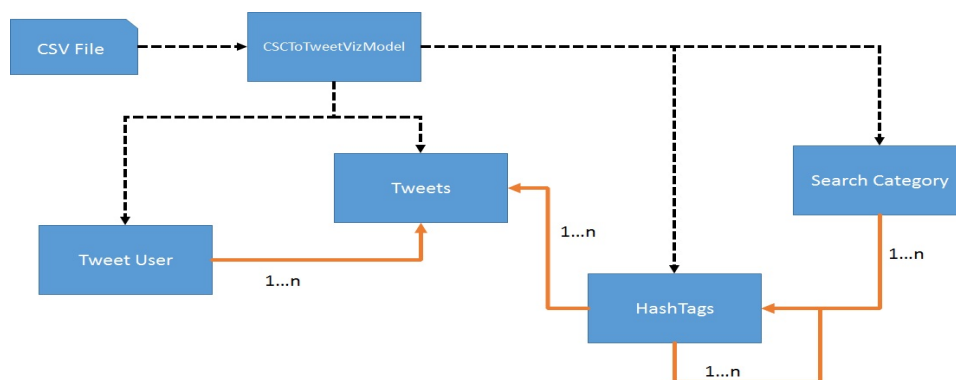 CSV File
CSCToTweetVizModel
Tweets
Search Category
Tweet User
1...n
1...n
1...n
HashTags
1...n